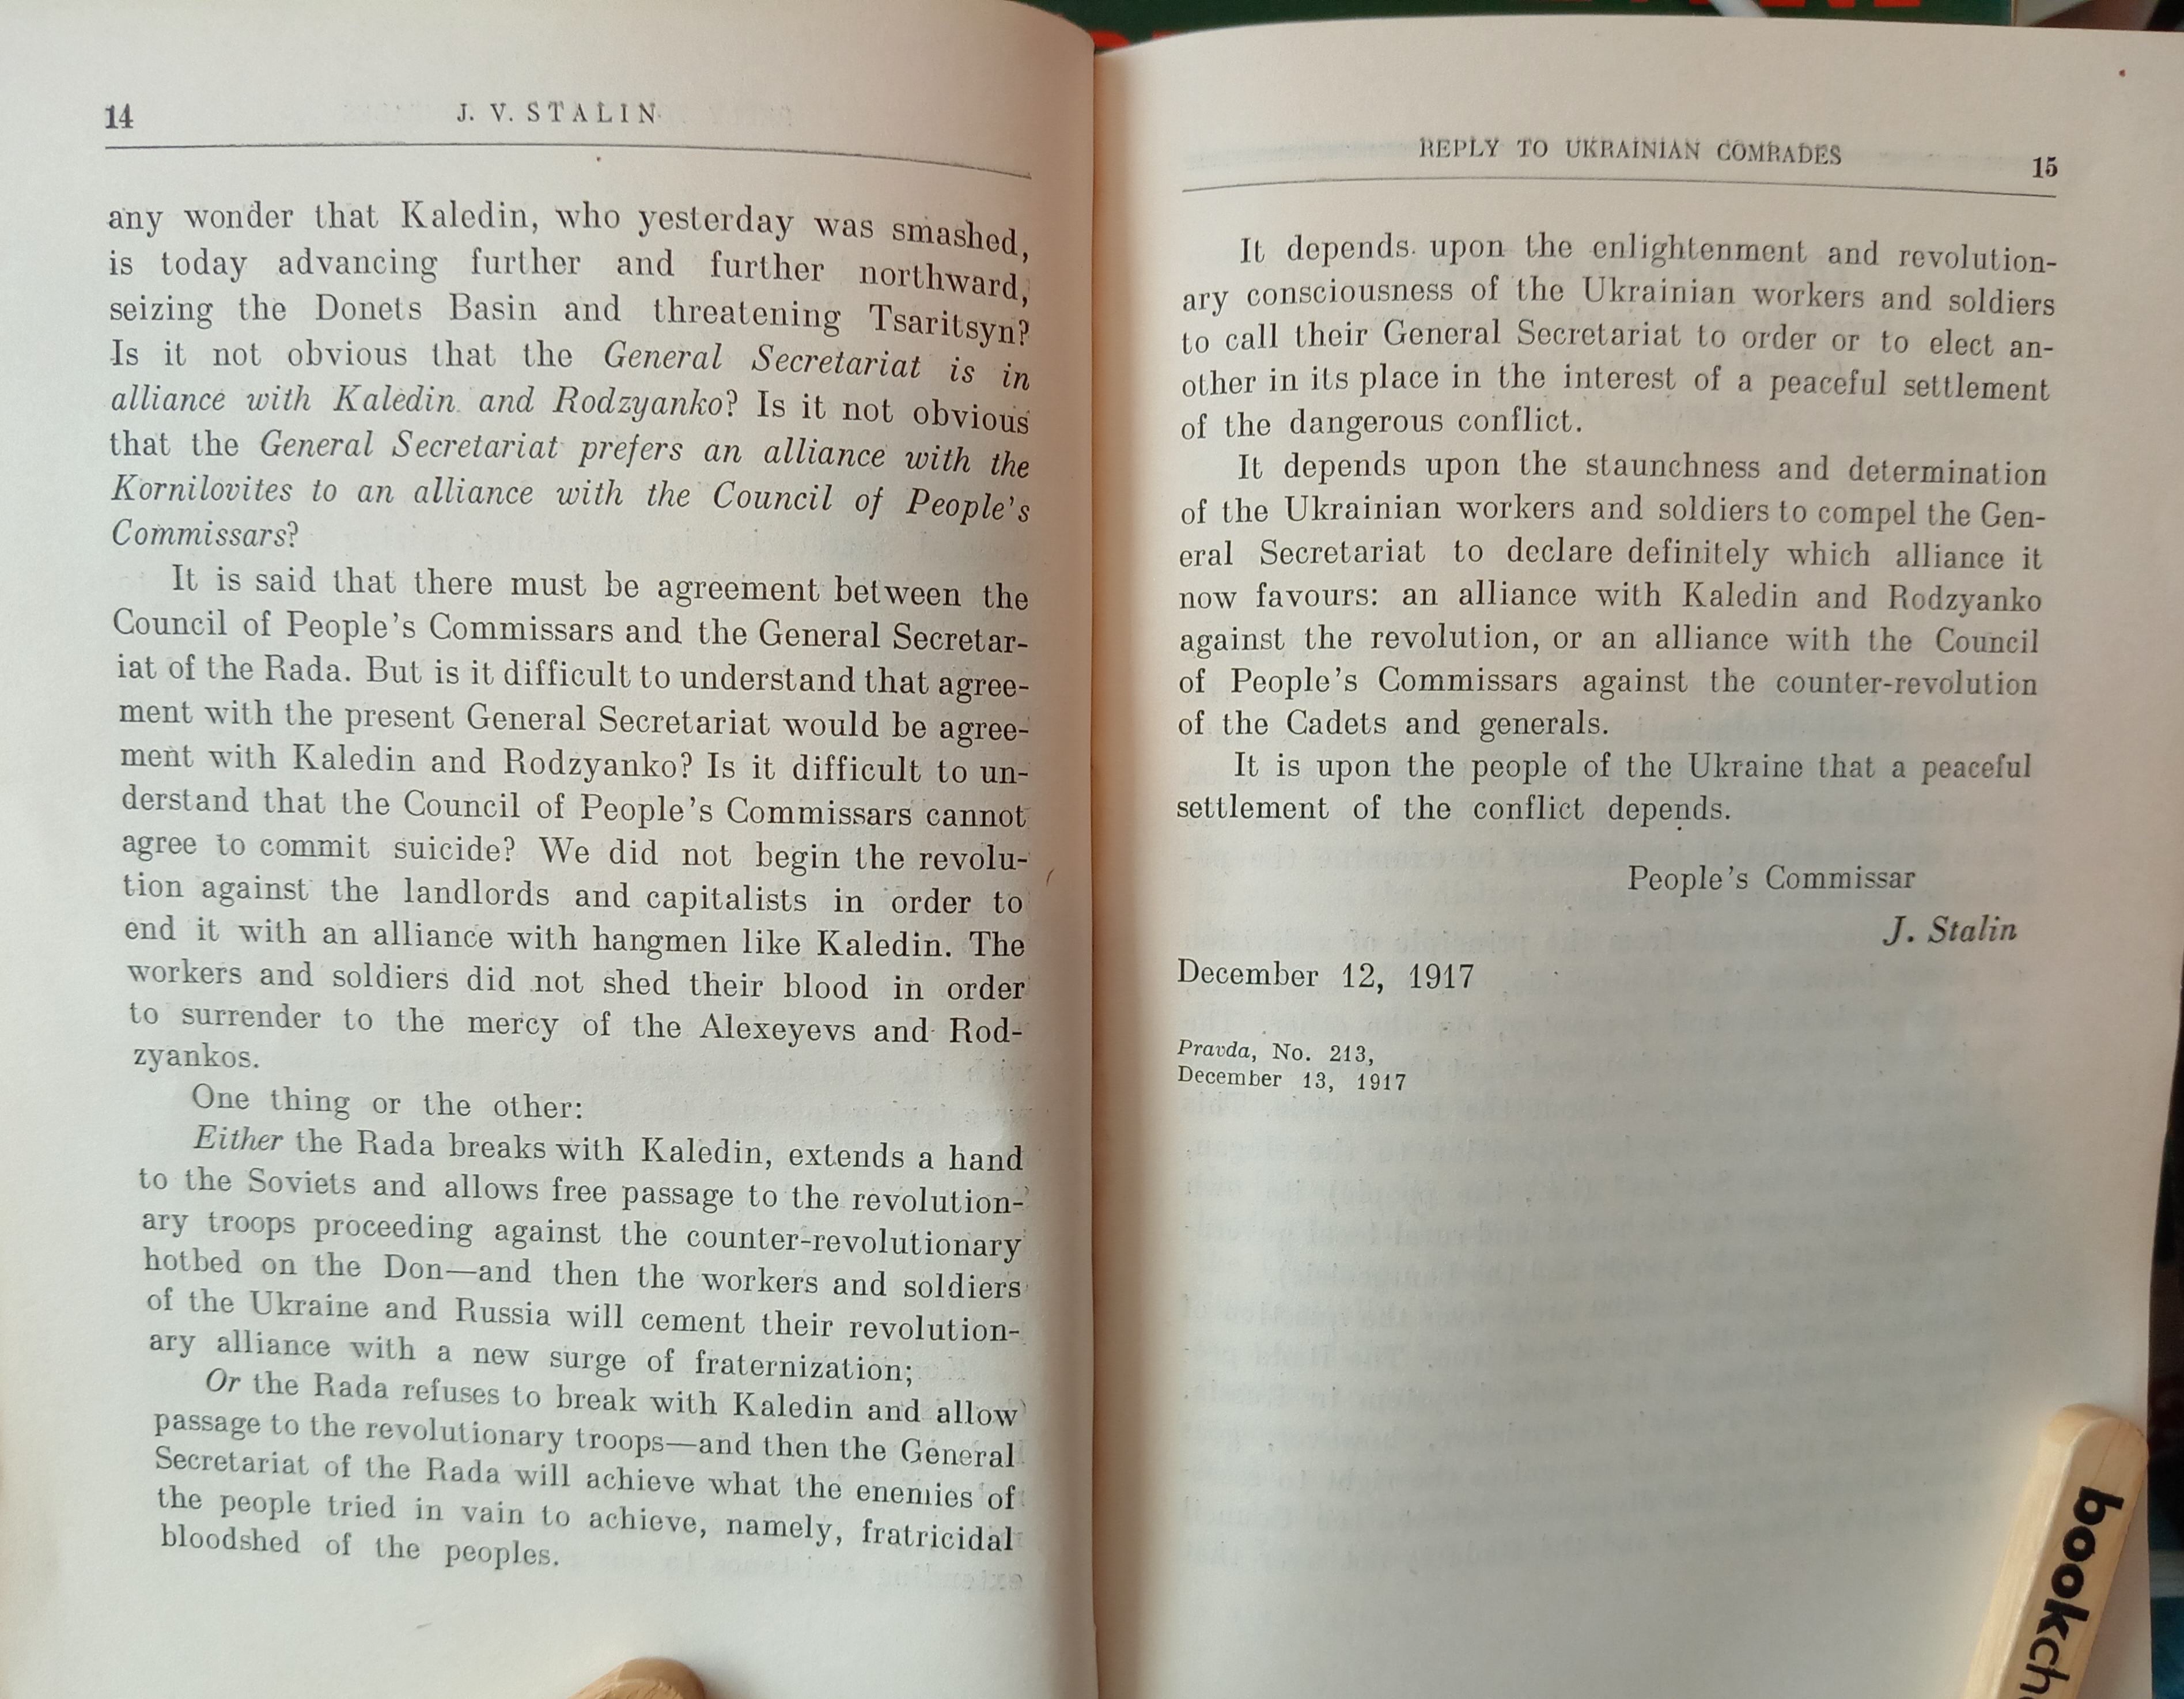 14
J. V. STALIN
any wonder that Kaledin, who yesterday was smashed,
is today advancing further and further northward,
seizing the Donets Basin and threatening Tsaritsyn?
Is it not obvious that the General Secretariat is in
alliance with Kaledin and Rodzyanko? Is it not obvious
that the General Secretariat prefers an alliance with the
Kornilovites to an alliance with the Council of People's
Commissars?
It is said that there must be agreement between the
Council of People's Commissars and the General Secretar-
iat of the Rada. But is it difficult to understand that agree-
ment with the present General Secretariat would be agree-
ment with Kaledin and Rodzyanko? Is it difficult to un-
derstand that the Council of People's Commissars cannot
agree to commit suicide? We did not begin the revolu-
tion against the landlords and capitalists in order to
end it with an alliance with hangmen like Kaledin. The
workers and soldiers did not shed their blood in order
to surrender to the mercy of the Alexeyevs and Rod-
zyankos.
One thing or the other:
Either the Rada breaks with Kaledin, extends a hand
to the Soviets and allows free passage to the revolution-
ary troops proceeding against the counter-revolutionary
hotbed on the Don—and then the workers and soldiers
of the Ukraine and Russia will cement their revolution-
ary alliance with a new surge of fraternization;
Or the Rada refuses to break with Kaledin and allow
passage to the revolutionary troops—and then the General
Secretariat of the Rada will achieve what the enemies of
the people tried in vain to achieve, namely, fratricidal
bloodshed of the peoples.
REPLY TO UKRAINIAN COMRADES
15
It depends upon the enlightenment and revolution-
ary consciousness of the Ukrainian workers and soldiers
to call their General Secretariat to order or to elect an-
other in its place in the interest of a peaceful settlement
of the dangerous conflict.
It depends upon the staunchness and determination
of the Ukrainian workers and soldiers to compel the Gen-
eral Secretariat to declare definitely which alliance it
now favours: an alliance with Kaledin and Rodzyanko
against the revolution, or an alliance with the Council
of People's Commissars against the counter-revolution
of the Cadets and generals.
It is upon the people of the Ukraine that a peaceful
settlement of the conflict depends.
People's Commissar
J. Stalin
December 12, 1917
Pravda, No. 213,
December 13, 1917
bookch